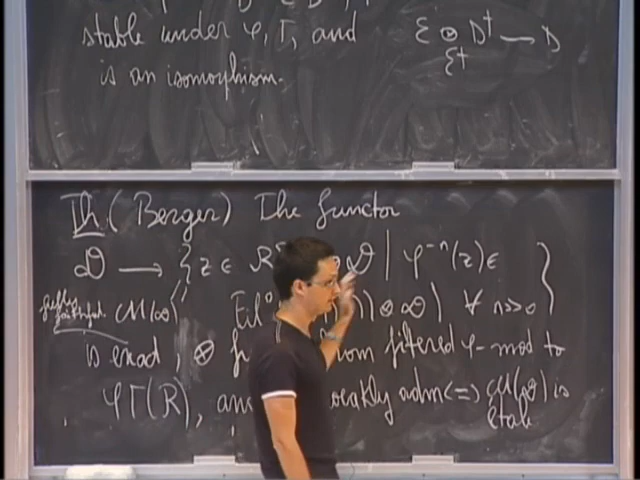 stable under φ, Γ, and ℰ ⊗ D† → D
ℰ†
is an isomorphism.
Th (Berger) The functor
𝒟 → { z ∈ R 𝒟 | φ⁻ⁿ(z) ∈
fully faithful ℳ(𝒟) Fil⁰ ) ⊗ 𝒟) ∀ n>>0 }
is exact, ⊗ from filtered φ-mod to
φΓ(R), and weakly adm <=> ℳ(𝒟) is
étale